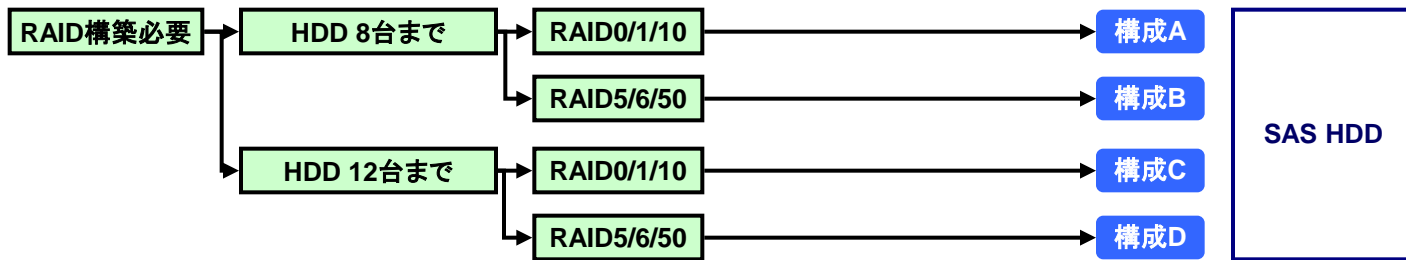 RAID構築必要
HDD 8台まで
RAID0/1/10
構成A
RAID5/6/50
構成B
SAS HDD
HDD 12台まで
RAID0/1/10
構成C
RAID5/6/50
構成D